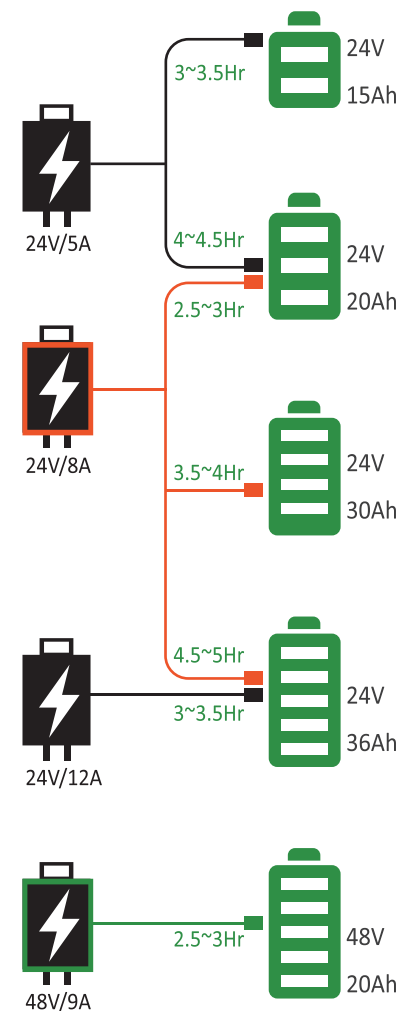 24V
3~3.5Hr
15Ah
24V/5A
4~4.5Hr
24V
20Ah
2.5~3Hr
24V/8A
3.5~4Hr
24V
30Ah
4.5~5Hr
24V
3~3.5Hr
36Ah
24V/12A
48V
2.5~3Hr
20Ah
48V/9A